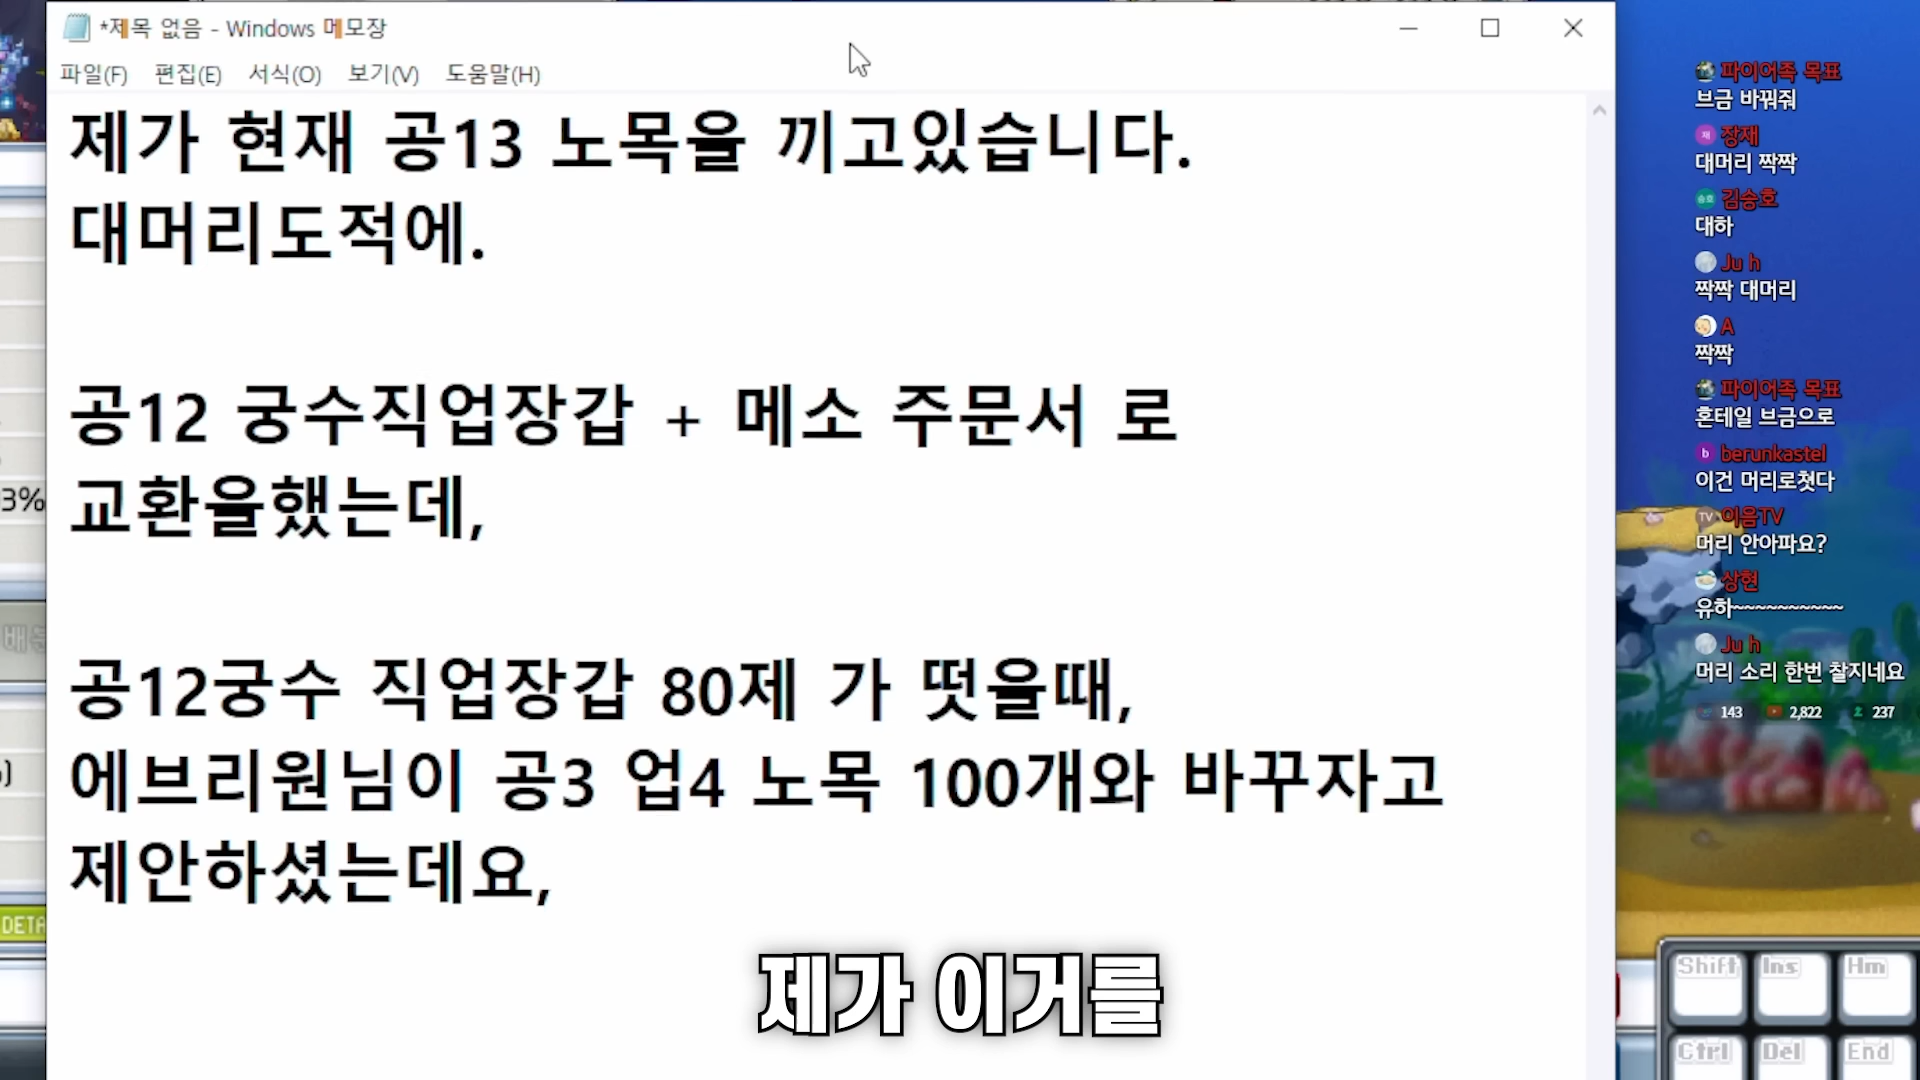 *제목 없음 - Windows 메모장
파일(F) 편집(E) 서식(O) 보기(V) 도움말(H)
제가 현재 공13 노목을 끼고있습니다.
대머리도적에.
공12 궁수직업장갑 + 메소 주문서 로
교환을했는데,
공12궁수 직업장갑 80제 가 떳을때,
에브리원님이 공3 업4 노목 100개와 바꾸자고
제안하셨는데요,
제가 이거를
3%
DETA
파이어족 목표
브금 바꿔줘
장재
대머리 짝짝
김승호
대하
Ju h
짝짝 대머리
A
짝짝
파이어족 목표
혼테일 브금으로
berunkastel
이건 머리로쳣다
이음TV
머리 안아파요?
상현
유하~~~~~~~~~~
Ju h
머리 소리 한번 찰지네요
143 2,822 237
Shift Ins Hm
Ctrl Del End